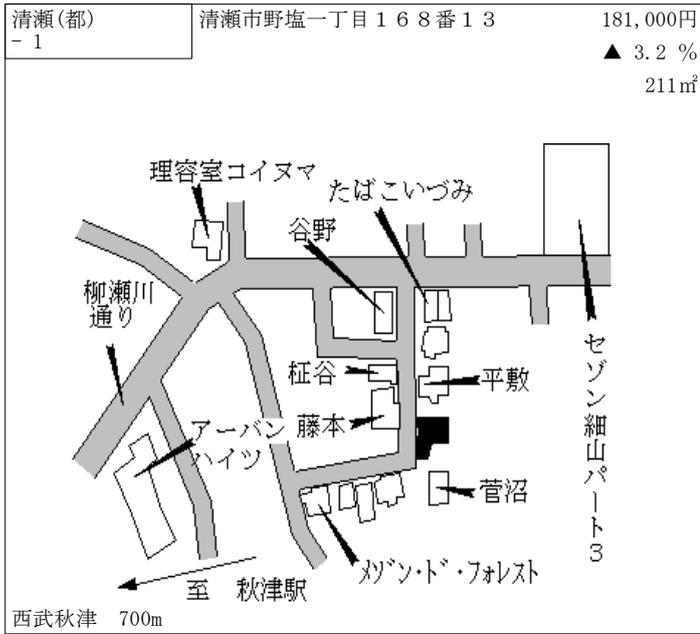 清瀬(都)
- 1
清瀬市野塩一丁目１６８番１３
181,000円
▲ 3.2 %
211㎡
理容室コイヌマ
たばこいづみ
谷野
柳瀬川
通り
柾谷
平敷
セゾン細山パート３
アーバン
ハイツ
藤本
菅沼
メゾン・ド・フォレスト
至 秋津駅
西武秋津 700m